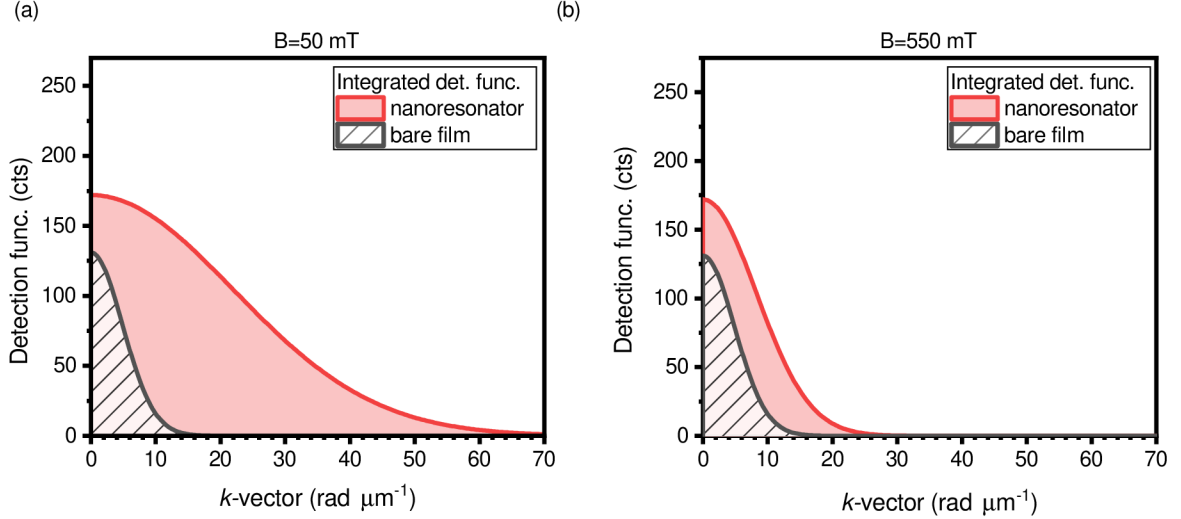 (a)
B=50 mT
Integrated det. func.
nanoresonator
bare film
Detection func. (cts)
250
200
150
100
50
0
0 10 20 30 40 50 60 70
k-vector (rad μm⁻¹)
(b)
B=550 mT
Integrated det. func.
nanoresonator
bare film
Detection func. (cts)
250
200
150
100
50
0
0 10 20 30 40 50 60 70
k-vector (rad μm⁻¹)